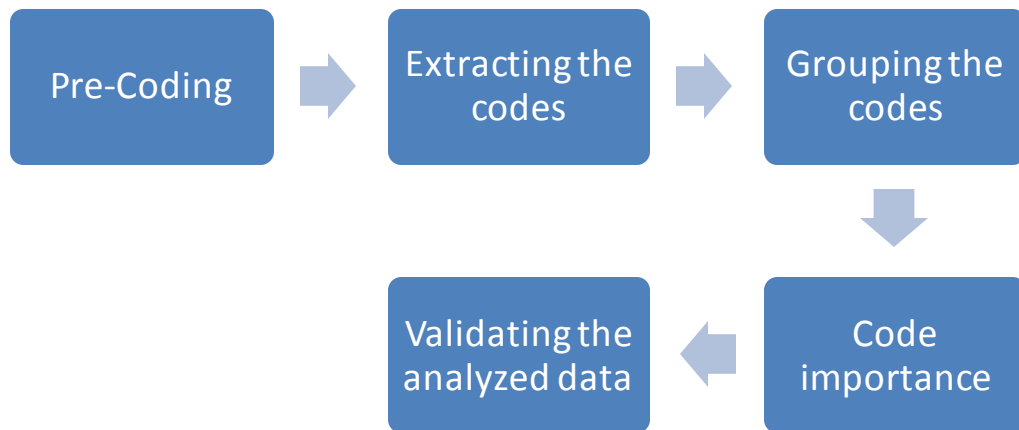 Pre-Coding
Extracting the
codes
Grouping the
codes
Code
importance
Validating the
analyzed data